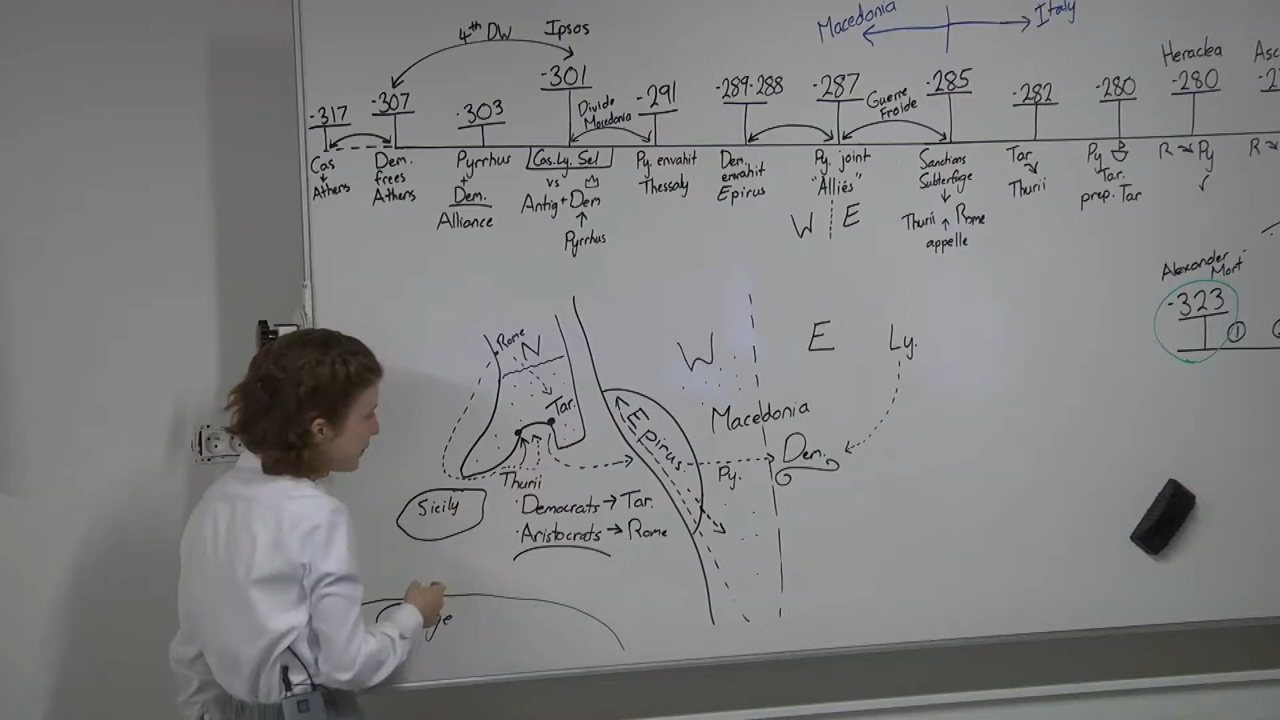 Macedonia
Italy
4th DW
Ipsos
Heraclea
-317
-307
-303
-301
Divide
Macedonia
-291
-289-288
-287
Guerre
Froide
-285
-282
-280
-280
Cas
Athens
Dem.
frees
Athens
Pyrrhus
+
Dem.
Alliance
Cas. Ly. Sel
vs
Antig + Dem
Pyrrhus
Py. envahit
Thessaly
Dem.
envahit
Epirus
Py. joint
"Alliés"
W E
Sanctions
Subterfuge
Thurii Rome
appelle
Tar
Thurii
Py
Tar.
prep. Tar
R Py
R
Alexander
Mort
-323
①
Rome
N
Tar.
Thurii
Sicily
· Democrats → Tar.
· Aristocrats → Rome
Epirus
W
E
Ly.
Macedonia
Dem.
Py.